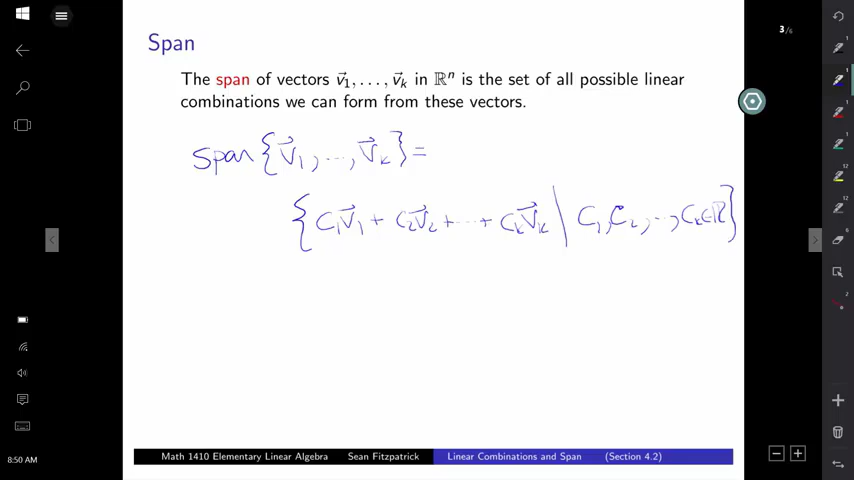 3/6
Span
The span of vectors v⃗₁, . . . , v⃗ₖ in ℝⁿ is the set of all possible linear
combinations we can form from these vectors.
span {v⃗₁, ..., v⃗ₖ} =
{ c₁v⃗₁ + c₂v⃗₂ + ... + cₖv⃗ₖ | c₁, c₂, ..., cₖ ∈ ℝ }
Math 1410 Elementary Linear Algebra Sean Fitzpatrick Linear Combinations and Span (Section 4.2)
8:50 AM